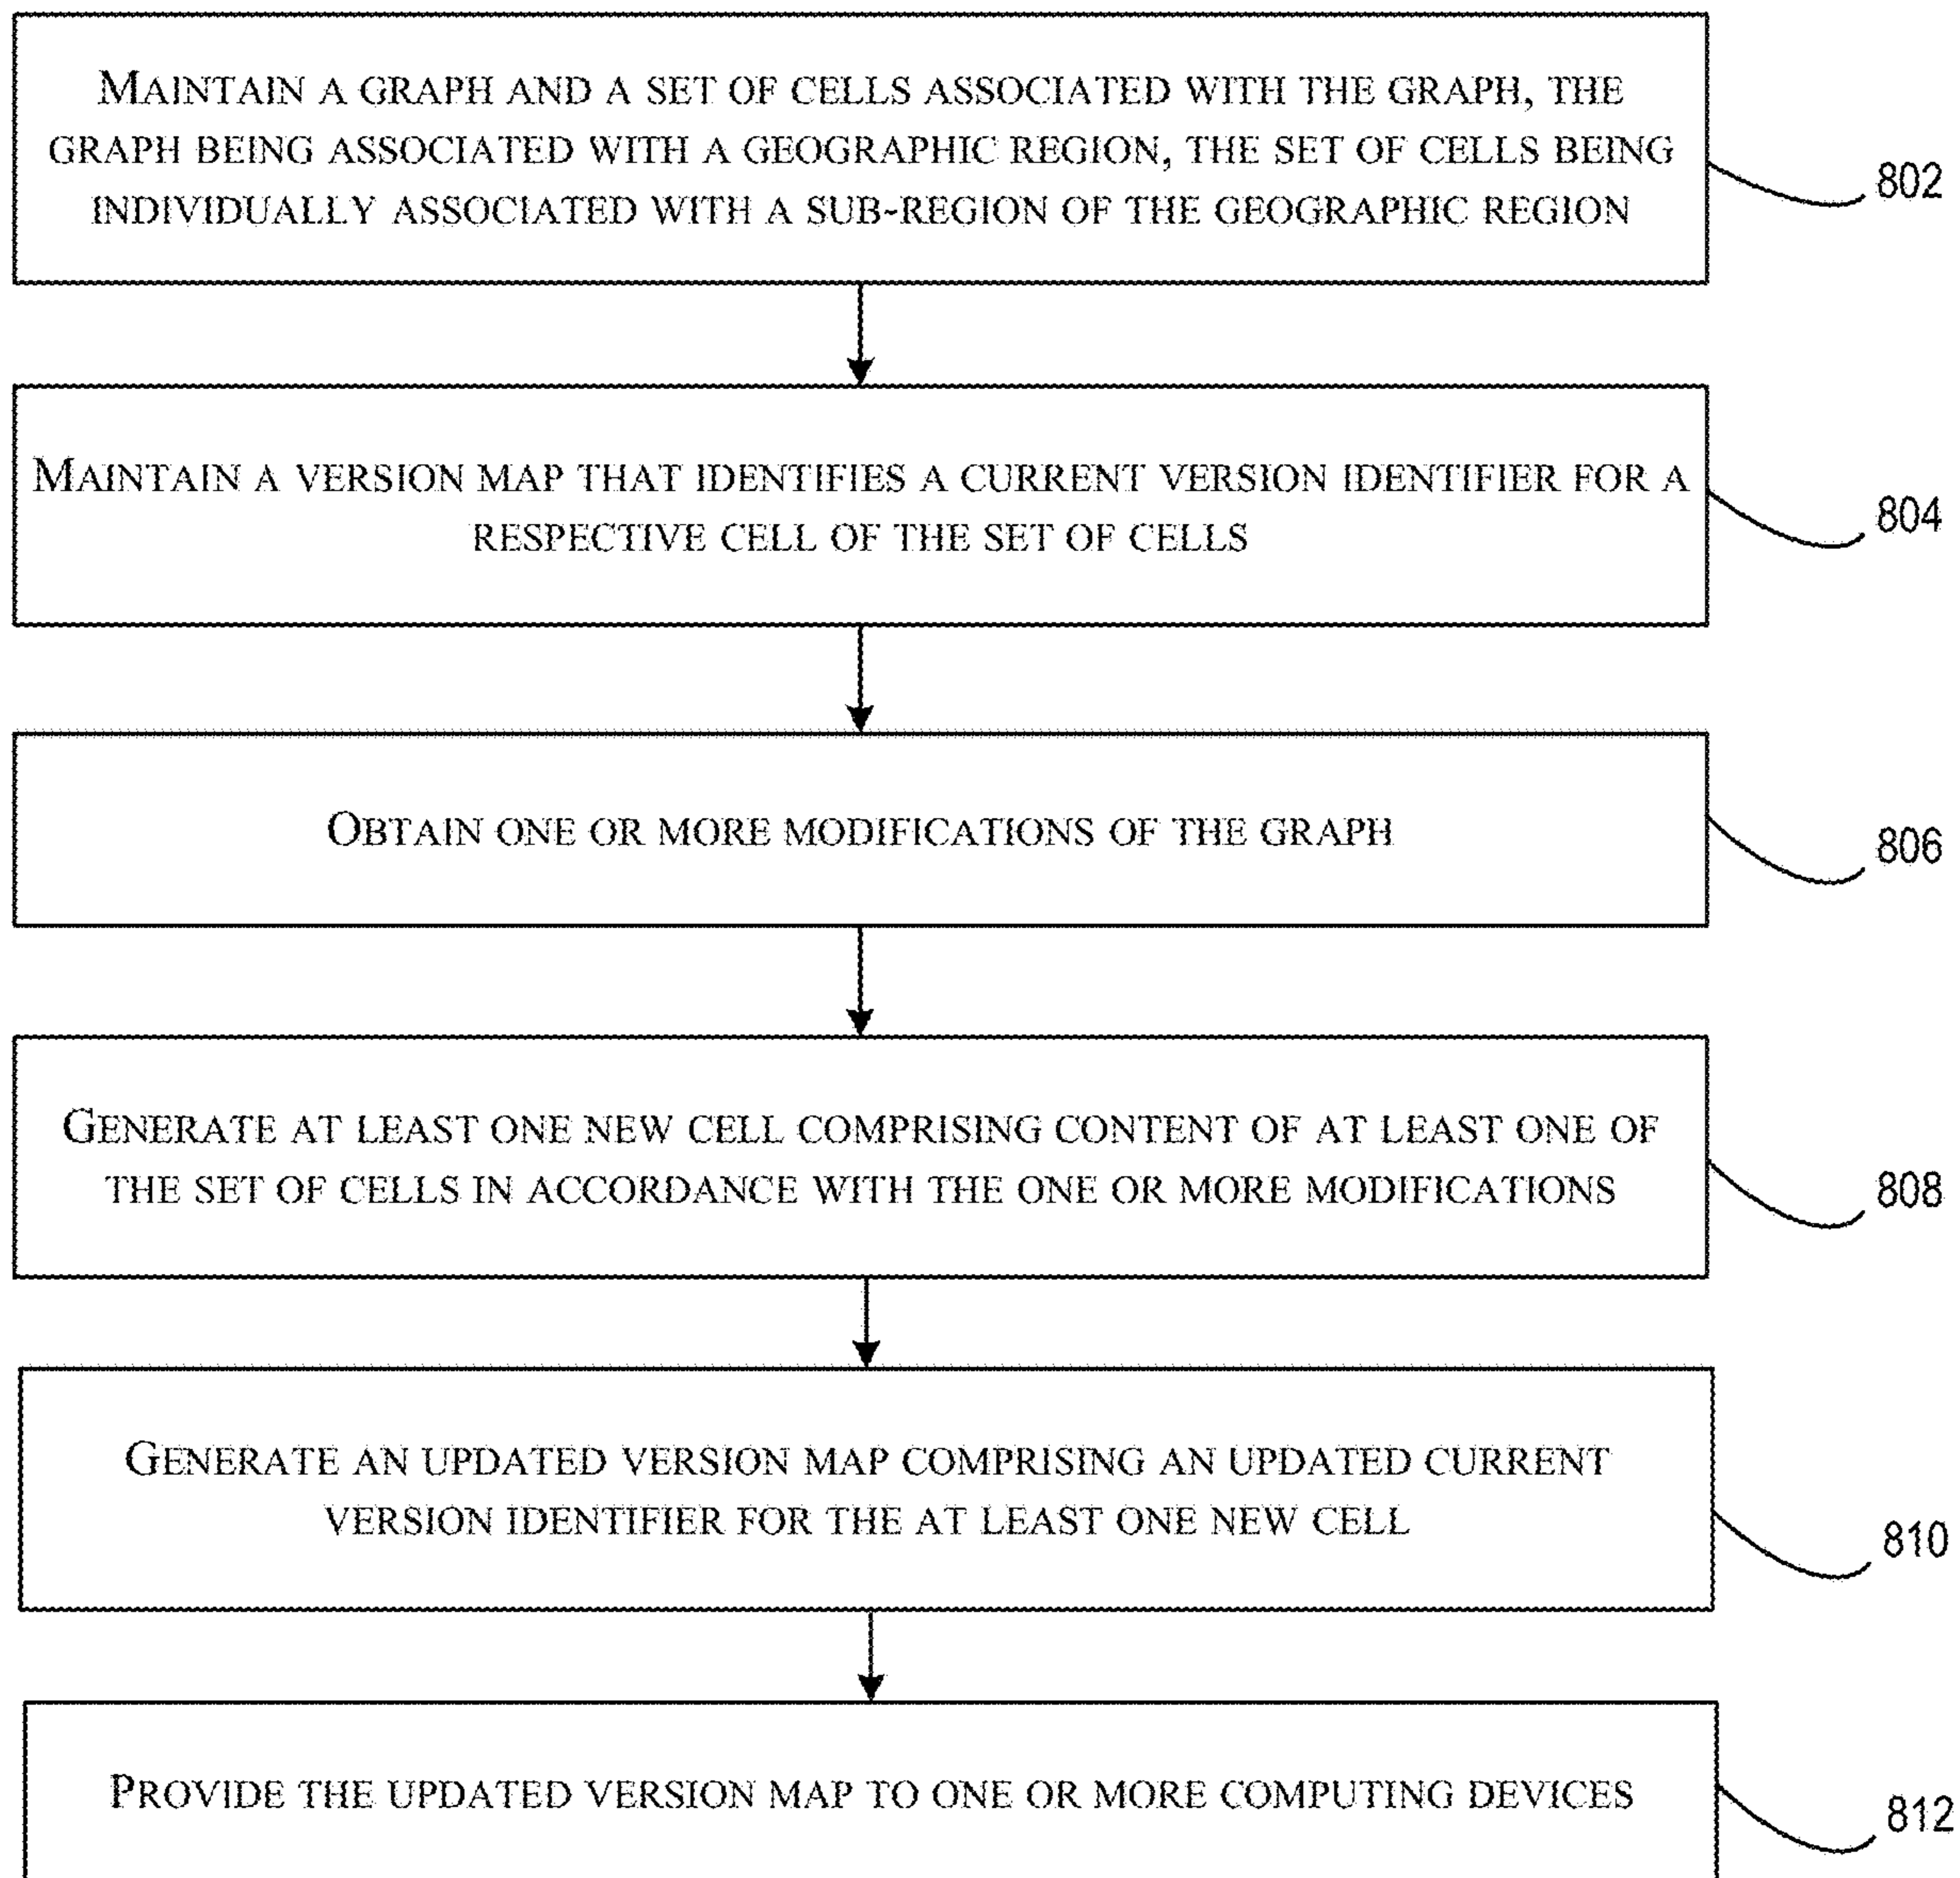 MAINTAIN A GRAPH AND A SET OF CELLS ASSOCIATED WITH THE GRAPH, THE
GRAPH BEING ASSOCIATED WITH A GEOGRAPHIC REGION, THE SET OF CELLS BEING
INDIVIDUALLY ASSOCIATED WITH A SUB-REGION OF THE GEOGRAPHIC REGION
802
MAINTAIN A VERSION MAP THAT IDENTIFIES A CURRENT VERSION IDENTIFIER FOR A
RESPECTIVE CELL OF THE SET OF CELLS
804
OBTAIN ONE OR MORE MODIFICATIONS OF THE GRAPH
806
GENERATE AT LEAST ONE NEW CELL COMPRISING CONTENT OF AT LEAST ONE OF
THE SET OF CELLS IN ACCORDANCE WITH THE ONE OR MORE MODIFICATIONS
808
GENERATE AN UPDATED VERSION MAP COMPRISING AN UPDATED CURRENT
VERSION IDENTIFIER FOR THE AT LEAST ONE NEW CELL
810
PROVIDE THE UPDATED VERSION MAP TO ONE OR MORE COMPUTING DEVICES
812